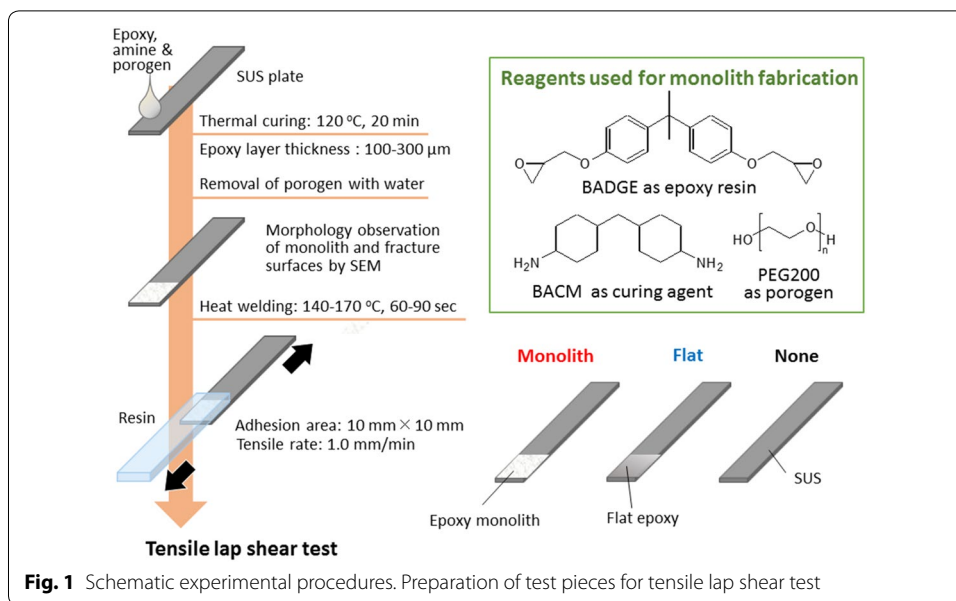 Epoxy,
amine &
porogen
SUS plate
Thermal curing: 120 °C, 20 min
Epoxy layer thickness : 100-300 μm
Removal of porogen with water
Morphology observation
of monolith and fracture
surfaces by SEM
Heat welding: 140-170 °C, 60-90 sec
Resin
Adhesion area: 10 mm × 10 mm
Tensile rate: 1.0 mm/min
Tensile lap shear test
Reagents used for monolith fabrication
O
O
O
O
BADGE as epoxy resin
H₂N
NH₂
BACM as curing agent
HO
O
H
n
PEG200
as porogen
Monolith
Flat
None
Epoxy monolith
Flat epoxy
SUS
Fig. 1 Schematic experimental procedures. Preparation of test pieces for tensile lap shear test